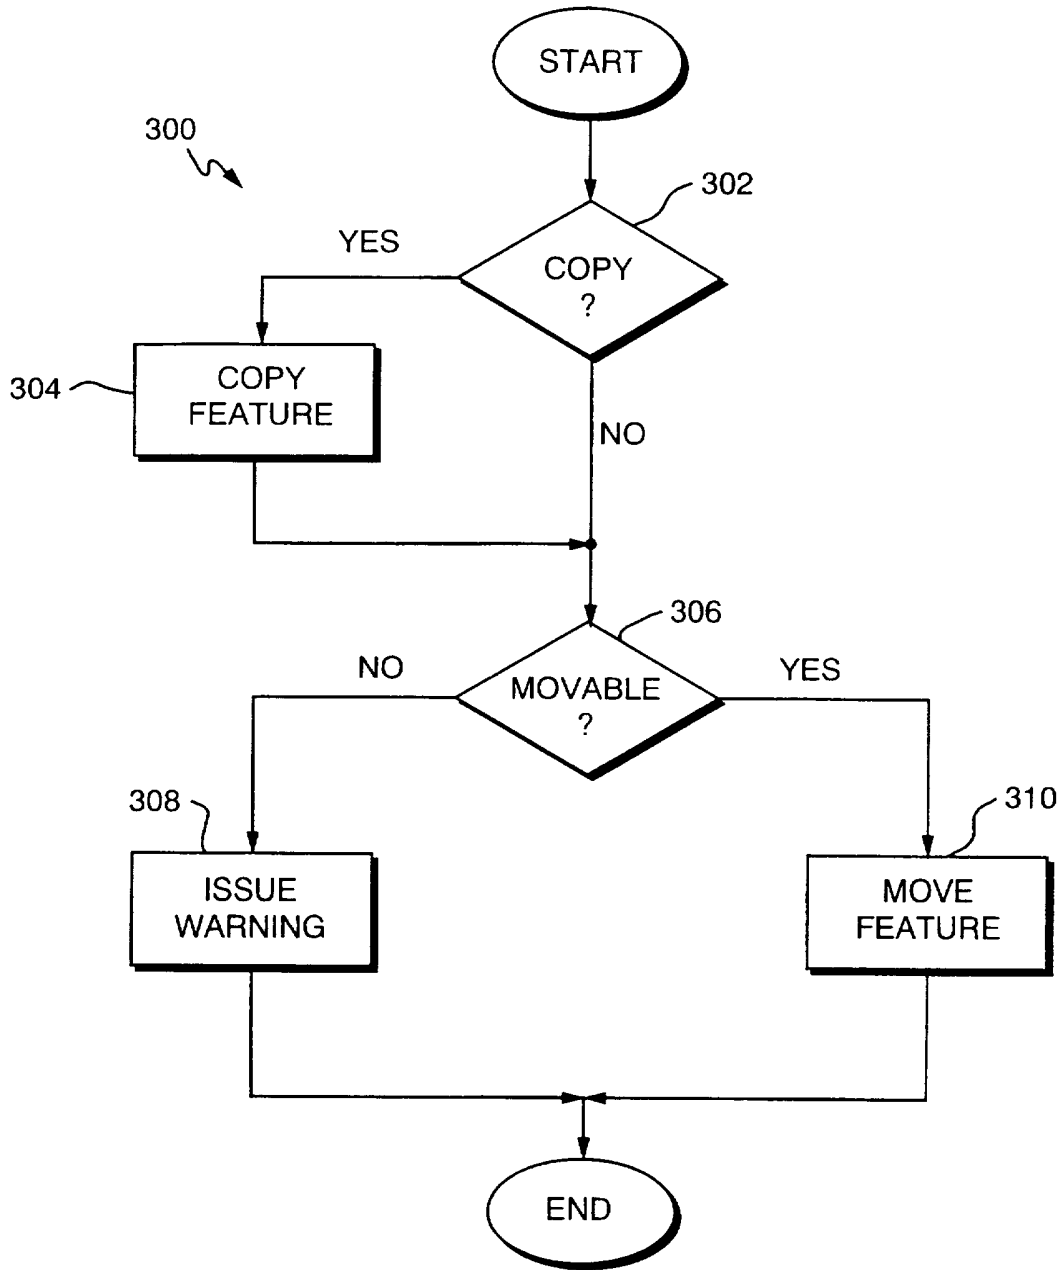 START
300
302
YES
COPY
?
304
COPY
FEATURE
NO
306
NO
MOVABLE
?
YES
308
310
ISSUE
WARNING
MOVE
FEATURE
END